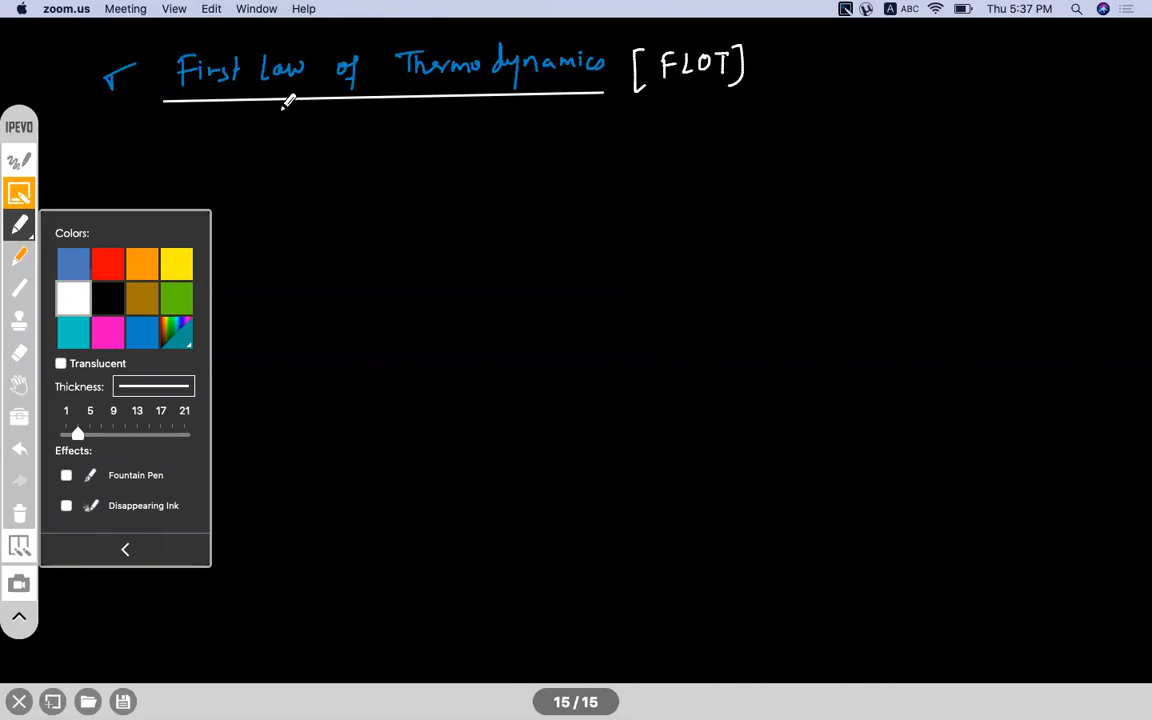 zoom.us Meeting View Edit Window Help ABC Thu 5:37 PM
First Law of Thermodynamics [FLOT]
IPEVO
Colors:
Translucent
Thickness:
1 5 9 13 17 21
Effects:
Fountain Pen
Disappearing Ink
15 / 15